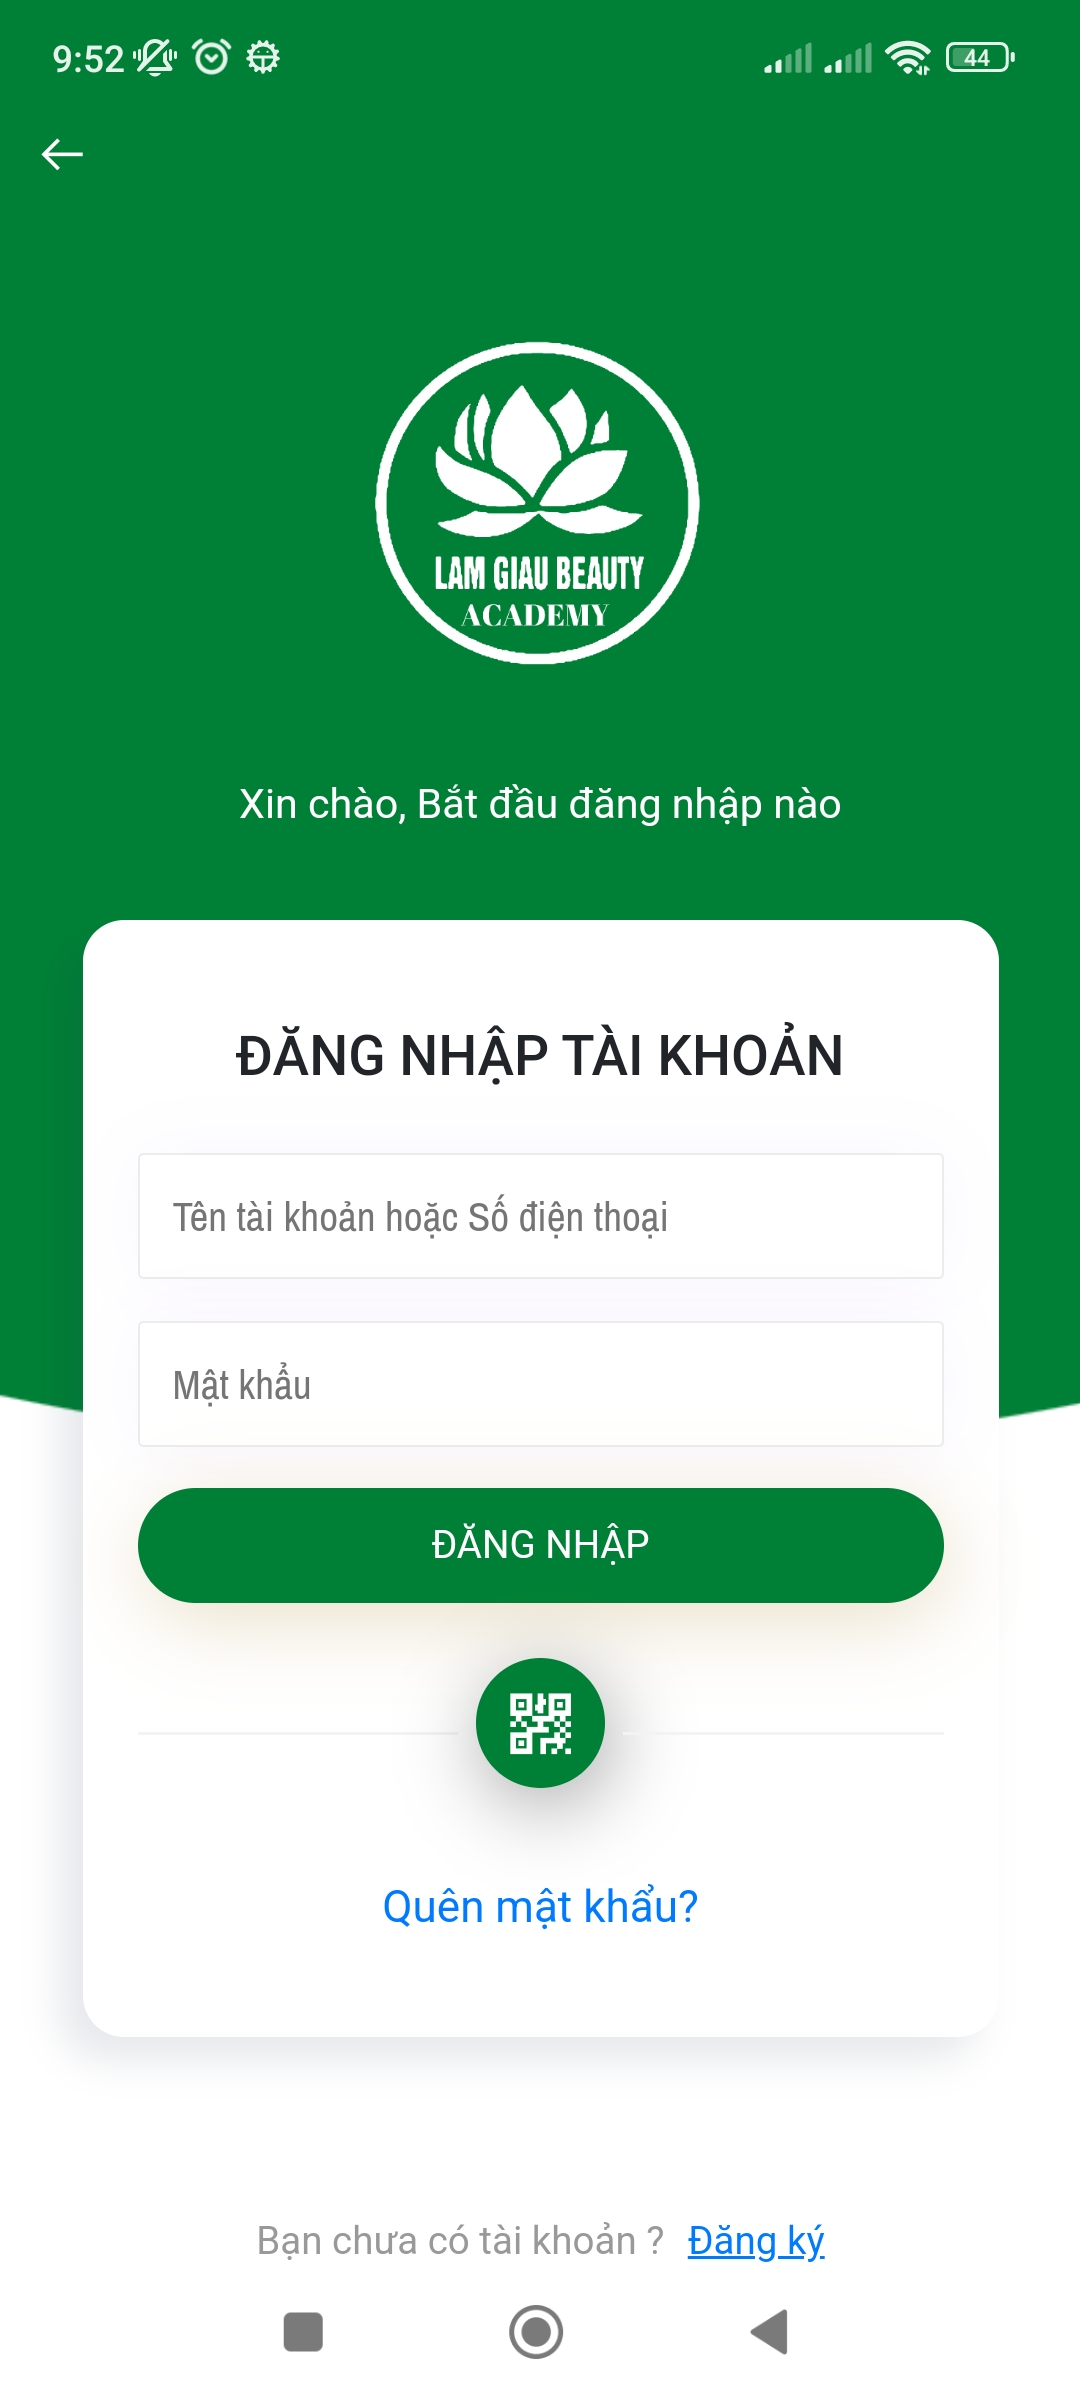 9:52
44
LAM GIAU BEAUTY
ACADEMY
Xin chào, Bắt đầu đăng nhập nào
ĐĂNG NHẬP TÀI KHOẢN
Tên tài khoản hoặc Số điện thoại
Mật khẩu
ĐĂNG NHẬP
Quên mật khẩu?
Bạn chưa có tài khoản ? Đăng ký